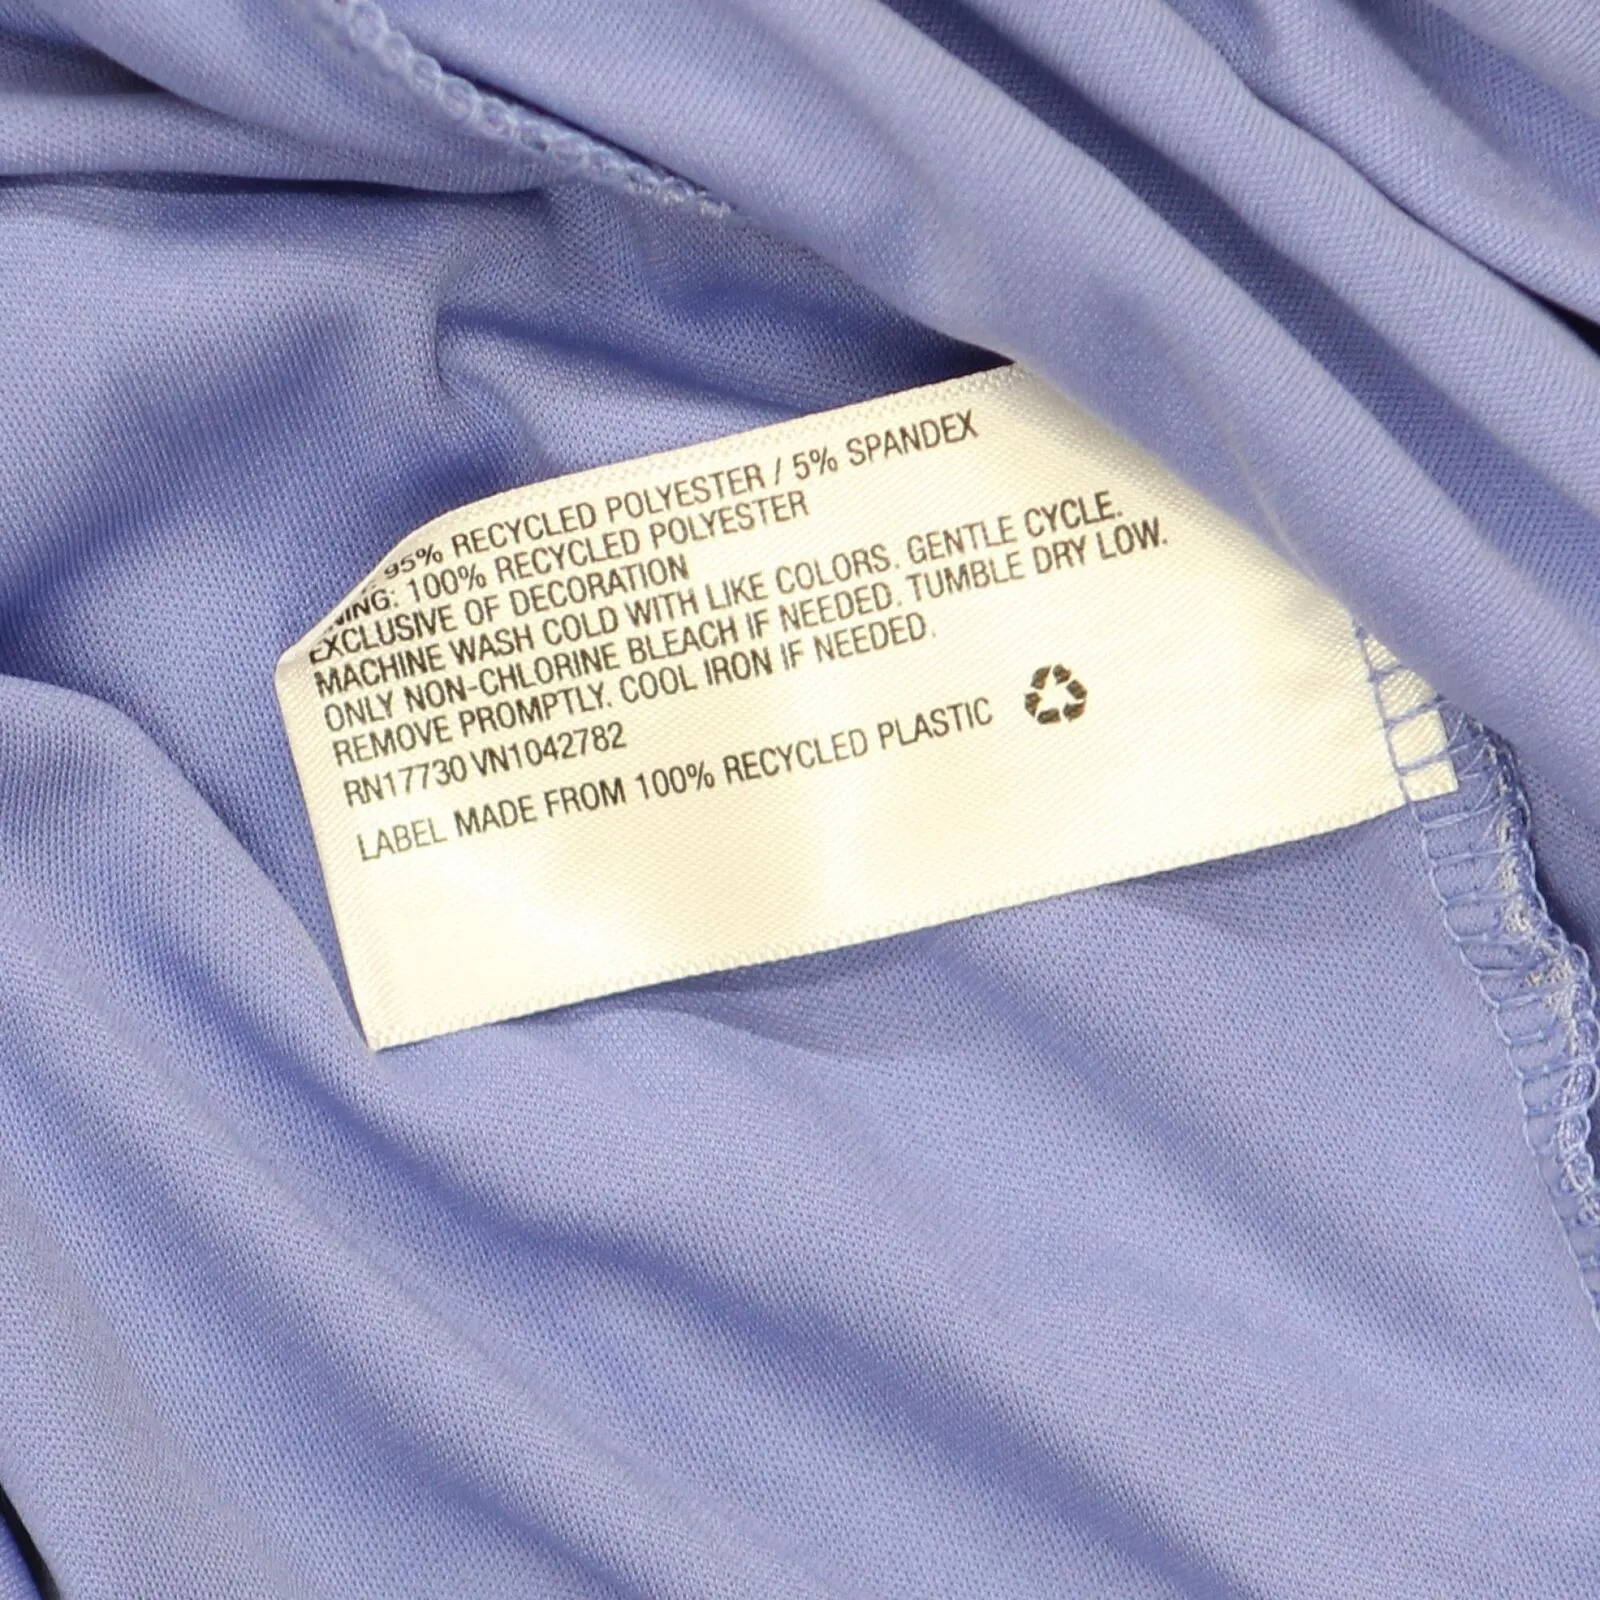 95% RECYCLED POLYESTER / 5% SPANDEX
100% RECYCLED POLYESTER
EXCLUSIVE OF DECORATION
MACHINE WASH COLD WITH LIKE COLORS. GENTLE CYCLE.
ONLY NON-CHLORINE BLEACH IF NEEDED. TUMBLE DRY LOW.
REMOVE PROMPTLY. COOL IRON IF NEEDED.
RN17730 VN1042782
LABEL MADE FROM 100% RECYCLED PLASTIC